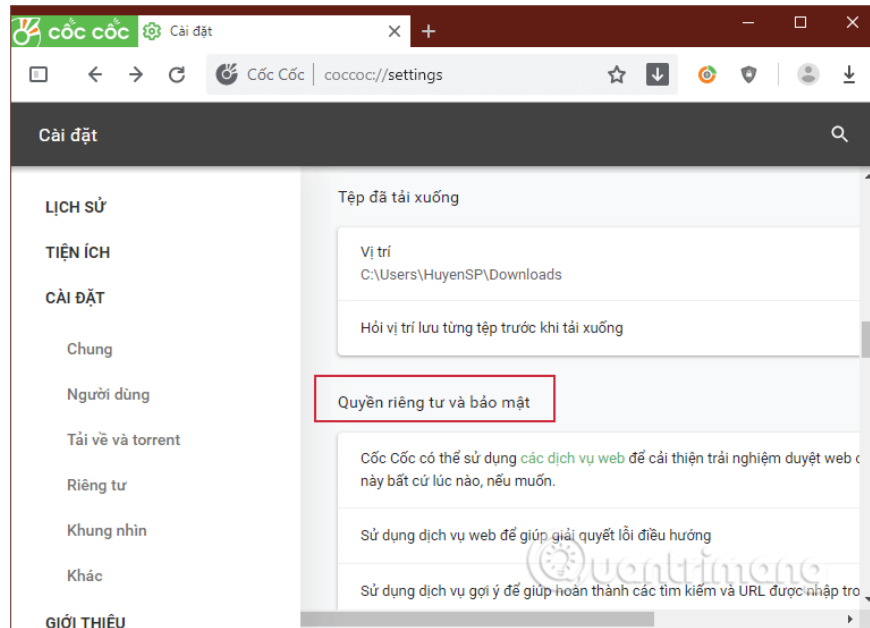 cốc cốc Cài đặt
Cốc Cốc coccoc://settings
Cài đặt
LỊCH SỬ
TIỆN ÍCH
CÀI ĐẶT
Chung
Người dùng
Tải về và torrent
Riêng tư
Khung nhìn
Khác
GIỚI THIỆU
Tệp đã tải xuống
Vị trí
C:\Users\HuyenSP\Downloads
Hỏi vị trí lưu từng tệp trước khi tải xuống
Quyền riêng tư và bảo mật
Cốc Cốc có thể sử dụng các dịch vụ web để cải thiện trải nghiệm duyệt web
này bất cứ lúc nào, nếu muốn.
Sử dụng dịch vụ web để giúp giải quyết lỗi điều hướng
Sử dụng dịch vụ gợi ý để giúp hoàn thành các tìm kiếm và URL được nhập tro
Quantrimang